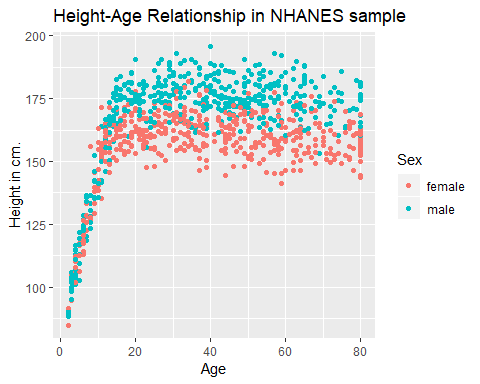 Height-Age Relationship in NHANES sample
200
175
150
125
100
Height in cm.
0 20 40 60 80
Age
Sex
female
male